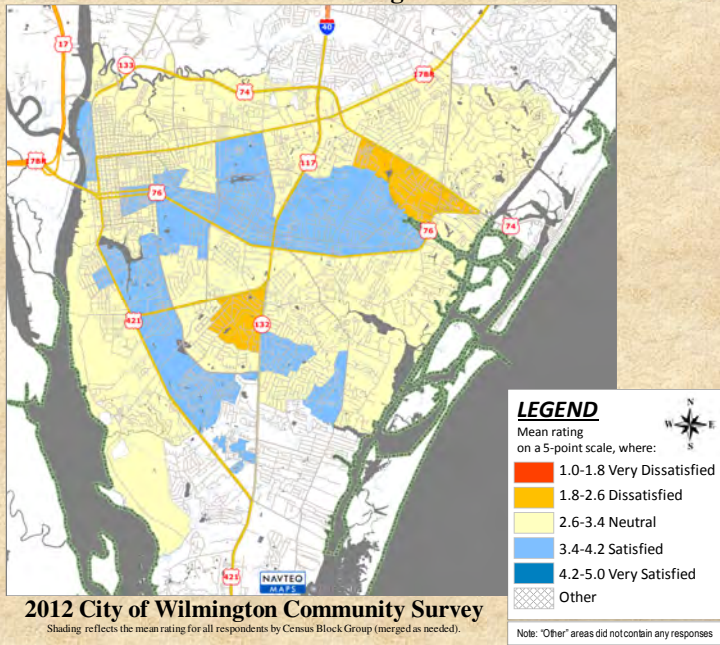 40
17
133
74
17BR
17BR
117
76
76
74
421
132
421
NAVTEQ
MAPS
LEGEND
N
W E
S
Mean rating
on a 5-point scale, where:
1.0-1.8 Very Dissatisfied
1.8-2.6 Dissatisfied
2.6-3.4 Neutral
3.4-4.2 Satisfied
4.2-5.0 Very Satisfied
Other
Note: "Other" areas did not contain any responses
2012 City of Wilmington Community Survey
Shading reflects the mean rating for all respondents by Census Block Group (merged as needed).